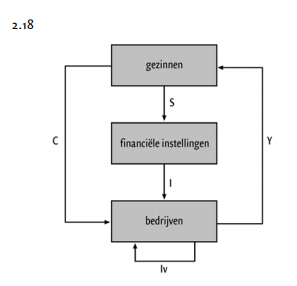 2.18
gezinnen
S
C
financiële instellingen
Y
I
bedrijven
Iv